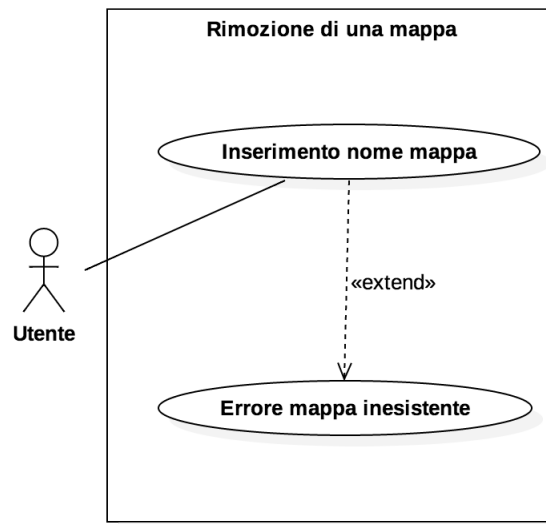 Rimozione di una mappa
Inserimento nome mappa
«extend»
Utente
Errore mappa inesistente